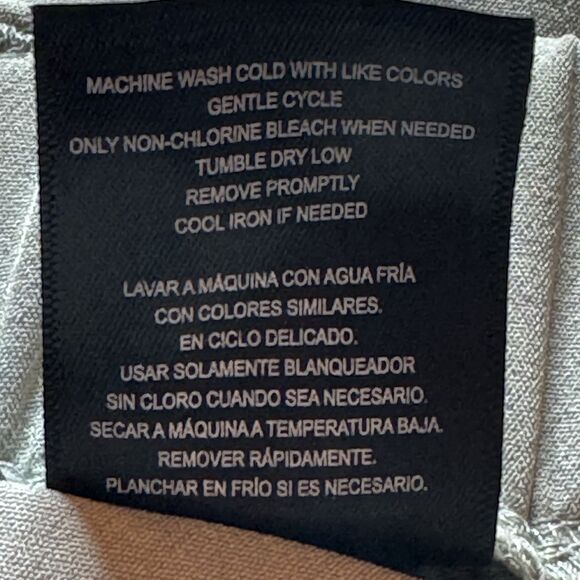 MACHINE WASH COLD WITH LIKE COLORS
GENTLE CYCLE
ONLY NON-CHLORINE BLEACH WHEN NEEDED
TUMBLE DRY LOW
REMOVE PROMPTLY
COOL IRON IF NEEDED
LAVAR A MÁQUINA CON AGUA FRÍA
CON COLORES SIMILARES.
EN CICLO DELICADO.
USAR SOLAMENTE BLANQUEADOR
SIN CLORO CUANDO SEA NECESARIO.
SECAR A MÁQUINA A TEMPERATURA BAJA.
REMOVER RÁPIDAMENTE.
PLANCHAR EN FRÍO SI ES NECESARIO.